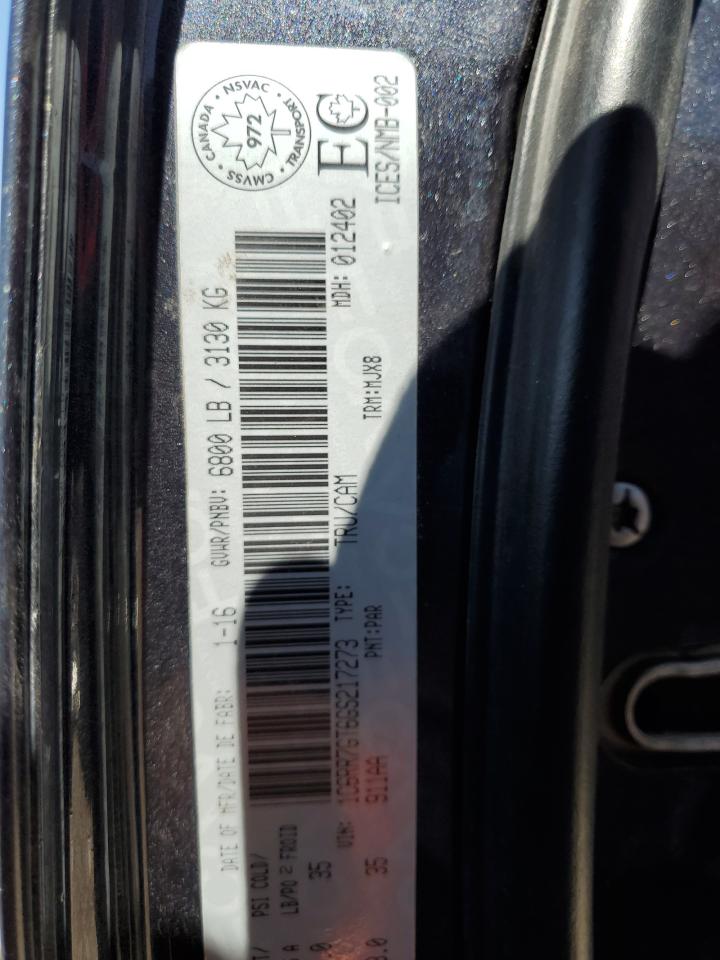 DATE OF MFR/DATE DE FABR: 1-16 GVWR/PNBV: 6800 LB / 3130 KG
CANADA · NSVAC · TRANSPORT · CMVSS ·
972
EC
PSI COLD/
LB/PO 2 FROID
35
VIN: 1C6RR7GT6GS217273 TYPE: TRU/CAM MDH: 012402
35 911AA PNT:PAR TRM:MJX8 ICES/NMB-002